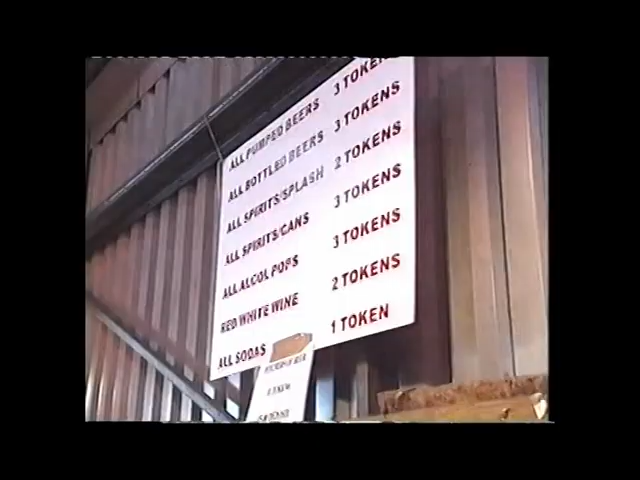 ALL PUMPED BEERS 3 TOKENS
ALL BOTTLED BEERS 3 TOKENS
ALL SPIRITS/SPLASH 2 TOKENS
ALL SPIRITS/CANS 3 TOKENS
ALL ALCOL POPS 3 TOKENS
RED WHITE WINE 2 TOKENS
ALL SODAS 1 TOKEN